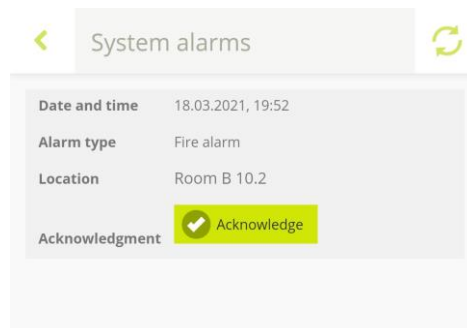 System alarms
Date and time 18.03.2021, 19:52
Alarm type Fire alarm
Location Room B 10.2
Acknowledgment Acknowledge